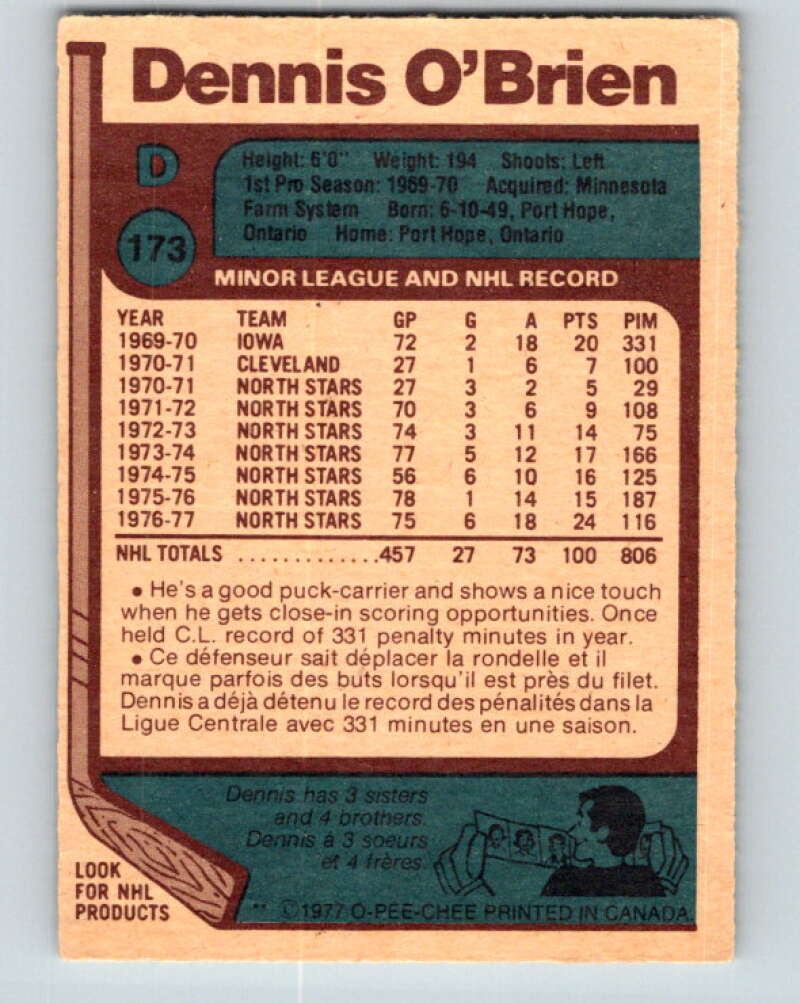 Dennis O'Brien
D
173
Height: 6'0" Weight: 194 Shoots: Left
1st Pro Season: 1969-70 Acquired: Minnesota
Farm System Born: 6-10-49, Port Hope,
Ontario Home: Port Hope, Ontario
MINOR LEAGUE AND NHL RECORD
YEAR TEAM GP G A PTS PIM
1969-70 IOWA 72 2 18 20 331
1970-71 CLEVELAND 27 1 6 7 100
1970-71 NORTH STARS 27 3 2 5 29
1971-72 NORTH STARS 70 3 6 9 108
1972-73 NORTH STARS 74 3 11 14 75
1973-74 NORTH STARS 77 5 12 17 166
1974-75 NORTH STARS 56 6 10 16 125
1975-76 NORTH STARS 78 1 14 15 187
1976-77 NORTH STARS 75 6 18 24 116
NHL TOTALS .............457 27 73 100 806
• He's a good puck-carrier and shows a nice touch
when he gets close-in scoring opportunities. Once
held C.L. record of 331 penalty minutes in year.
• Ce défenseur sait déplacer la rondelle et il
marque parfois des buts lorsqu'il est près du filet.
Dennis a déjà détenu le record des pénalités dans la
Ligue Centrale avec 331 minutes en une saison.
Dennis has 3 sisters
and 4 brothers.
Dennis à 3 soeurs
et 4 frères.
LOOK
FOR NHL
PRODUCTS
** ©1977 O-PEE-CHEE PRINTED IN CANADA.